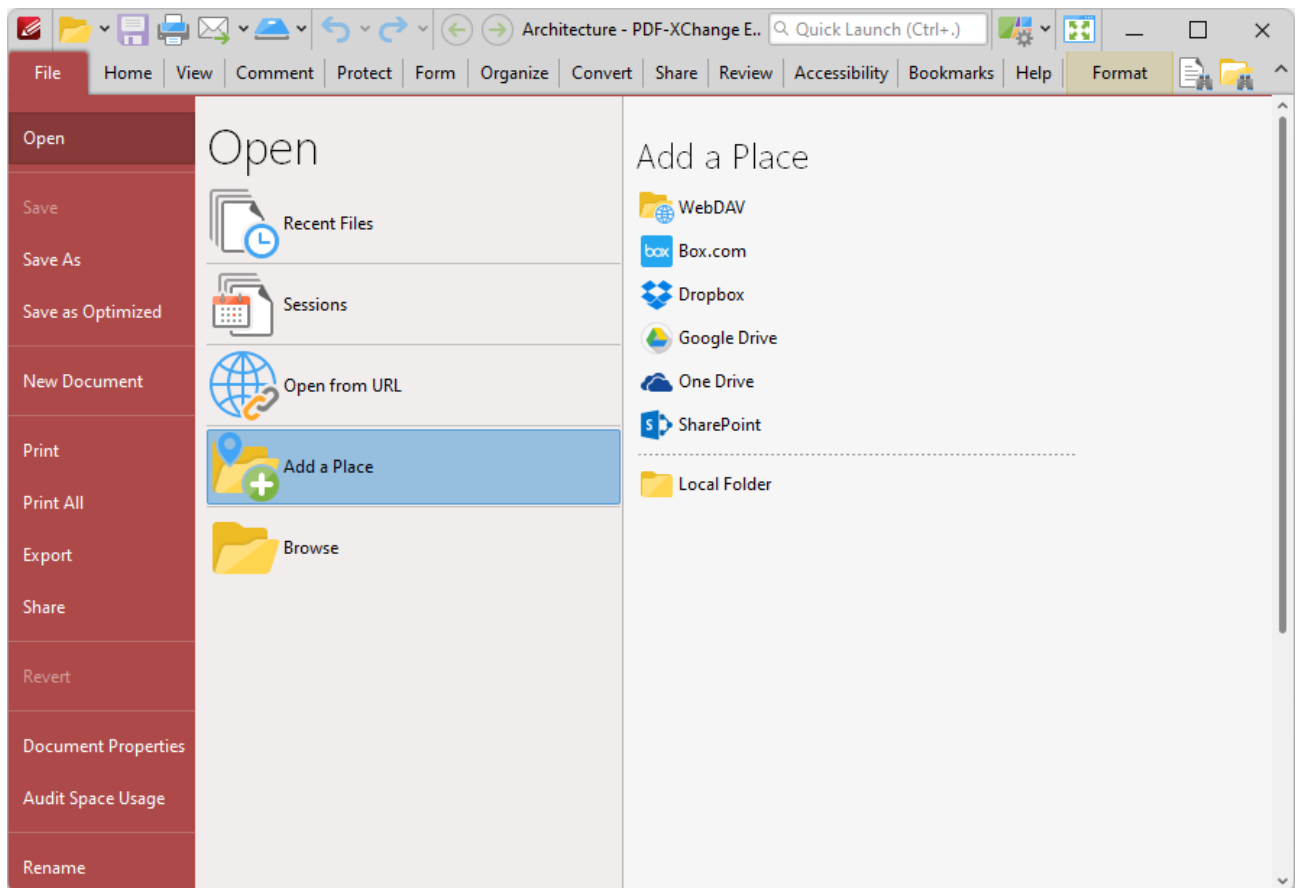 Architecture - PDF-XChange E..
Quick Launch (Ctrl+.)
File Home View Comment Protect Form Organize Convert Share Review Accessibility Bookmarks Help Format
Open
Save
Save As
Save as Optimized
New Document
Print
Print All
Export
Share
Revert
Document Properties
Audit Space Usage
Rename
Open
Recent Files
Sessions
Open from URL
Add a Place
Browse
Add a Place
WebDAV
box Box.com
Dropbox
Google Drive
One Drive
S SharePoint
Local Folder